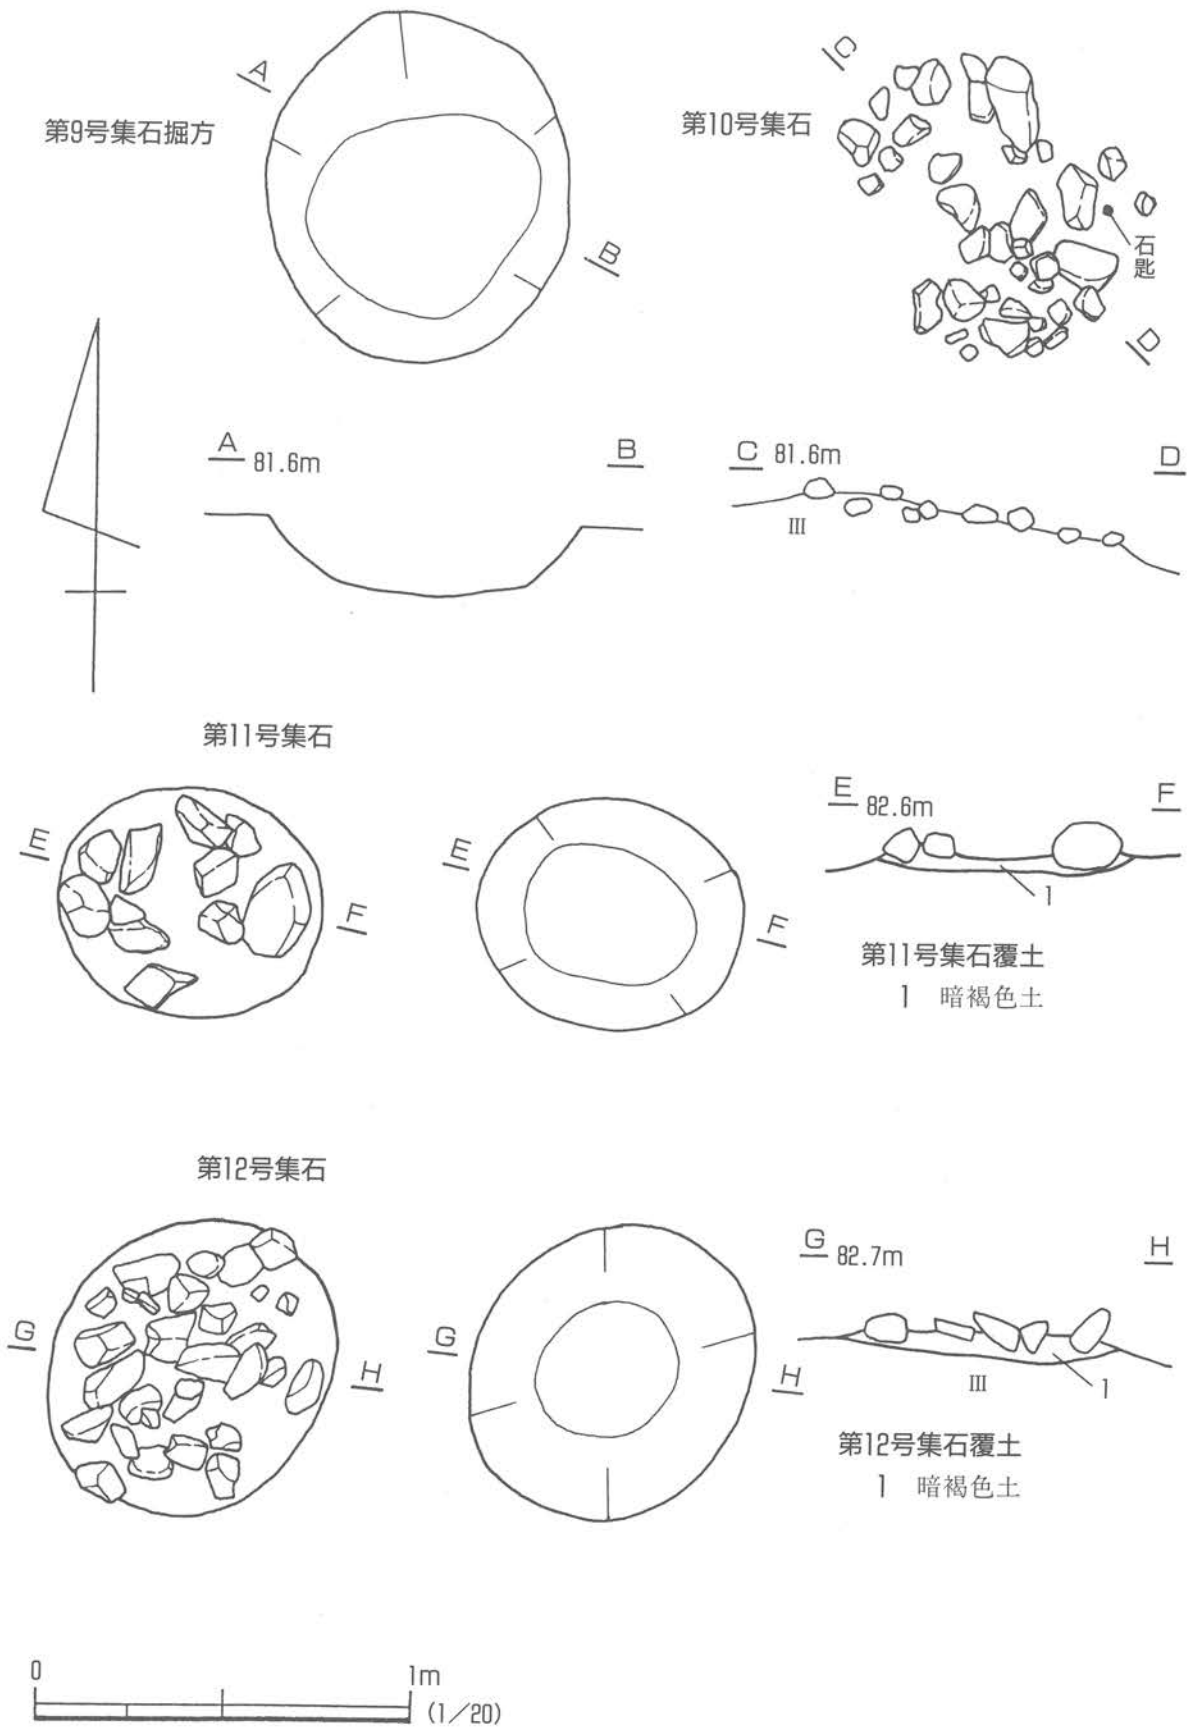 第9号集石掘方
A
B
第10号集石
C
D
石匙
A 81.6m B
C 81.6m D
III
第11号集石
E
F
E
F
E 82.6m F
1
第11号集石覆土
1 暗褐色土
第12号集石
G
H
G
H
G 82.7m H
III
1
第12号集石覆土
1 暗褐色土
0 1m
(1/20)